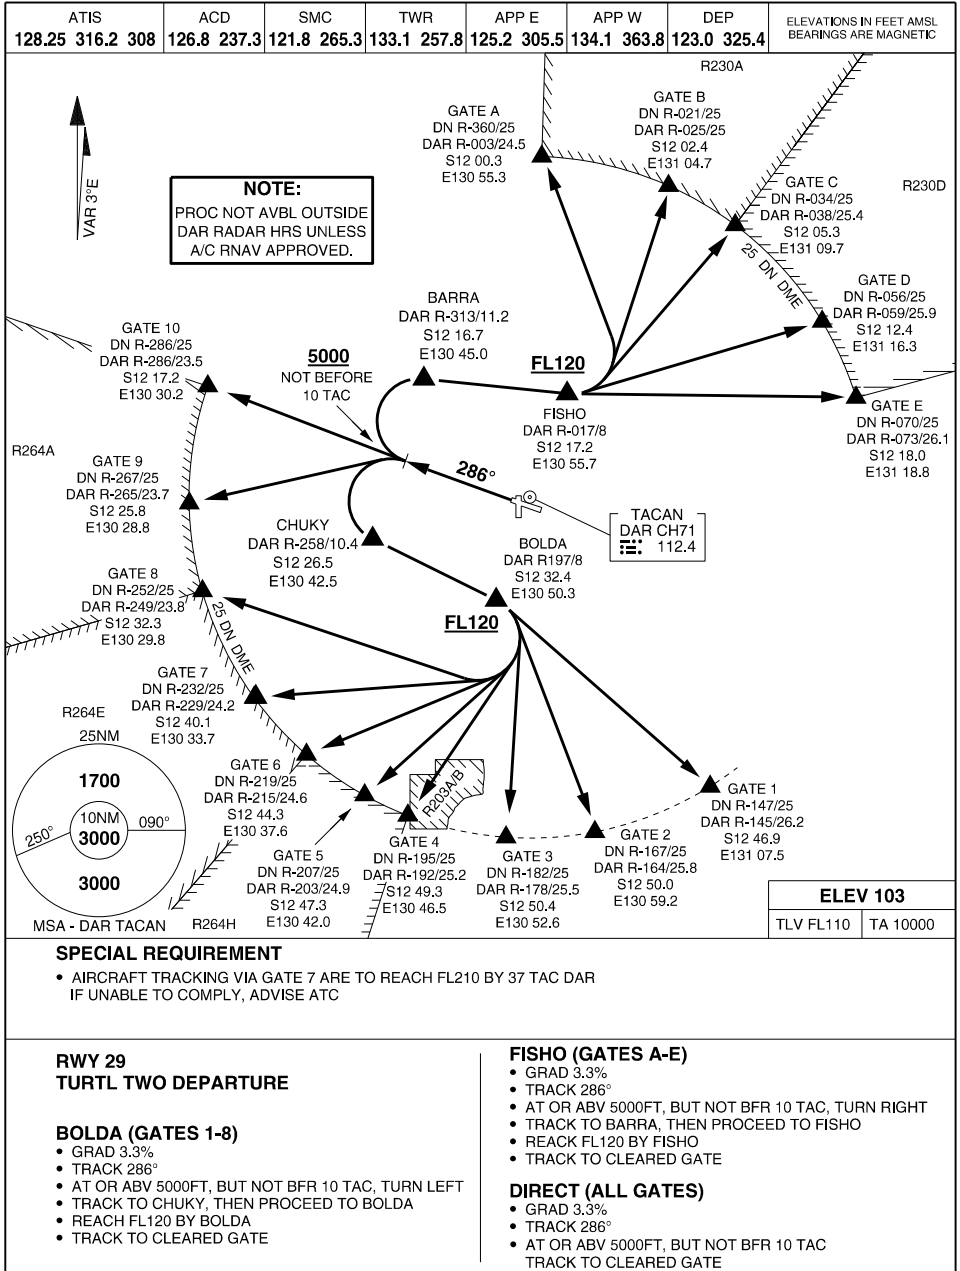 ATIS
128.25 316.2 308
ACD
126.8 237.3
SMC
121.8 265.3
TWR
133.1 257.8
APP E
125.2 305.5
APP W
134.1 363.8
DEP
123.0 325.4
ELEVATIONS IN FEET AMSL
BEARINGS ARE MAGNETIC
R230A
VAR 3°E
NOTE:
PROC NOT AVBL OUTSIDE
DAR RADAR HRS UNLESS
A/C RNAV APPROVED.
GATE A
DN R-360/25
DAR R-003/24.5
S12 00.3
E130 55.3
GATE B
DN R-021/25
DAR R-025/25
S12 02.4
E131 04.7
GATE C
DN R-034/25
DAR R-038/25.4
S12 05.3
E131 09.7
R230D
25 DN DME
GATE D
DN R-056/25
DAR R-059/25.9
S12 12.4
E131 16.3
GATE E
DN R-070/25
DAR R-073/26.1
S12 18.0
E131 18.8
BARRA
DAR R-313/11.2
S12 16.7
E130 45.0
FL120
FISHO
DAR R-017/8
S12 17.2
E130 55.7
5000
NOT BEFORE
10 TAC
286°
GATE 10
DN R-286/25
DAR R-286/23.5
S12 17.2
E130 30.2
R264A
GATE 9
DN R-267/25
DAR R-265/23.7
S12 25.8
E130 28.8
TACAN
DAR CH71
112.4
CHUKY
DAR R-258/10.4
S12 26.5
E130 42.5
BOLDA
DAR R197/8
S12 32.4
E130 50.3
FL120
GATE 8
DN R-252/25
DAR R-249/23.8
S12 32.3
E130 29.8
25 DN DME
GATE 7
DN R-232/25
DAR R-229/24.2
S12 40.1
E130 33.7
R264E
25NM
1700
10NM
3000
250°
090°
3000
MSA - DAR TACAN
GATE 6
DN R-219/25
DAR R-215/24.6
S12 44.3
E130 37.6
R264H
GATE 5
DN R-207/25
DAR R-203/24.9
S12 47.3
E130 42.0
R203A/B
GATE 4
DN R-195/25
DAR R-192/25.2
S12 49.3
E130 46.5
GATE 3
DN R-182/25
DAR R-178/25.5
S12 50.4
E130 52.6
GATE 2
DN R-167/25
DAR R-164/25.8
S12 50.0
E130 59.2
GATE 1
DN R-147/25
DAR R-145/26.2
S12 46.9
E131 07.5
ELEV 103
TLV FL110 TA 10000
SPECIAL REQUIREMENT
• AIRCRAFT TRACKING VIA GATE 7 ARE TO REACH FL210 BY 37 TAC DAR
IF UNABLE TO COMPLY, ADVISE ATC
RWY 29
TURTL TWO DEPARTURE
BOLDA (GATES 1-8)
• GRAD 3.3%
• TRACK 286°
• AT OR ABV 5000FT, BUT NOT BFR 10 TAC, TURN LEFT
• TRACK TO CHUKY, THEN PROCEED TO BOLDA
• REACH FL120 BY BOLDA
• TRACK TO CLEARED GATE
FISHO (GATES A-E)
• GRAD 3.3%
• TRACK 286°
• AT OR ABV 5000FT, BUT NOT BFR 10 TAC, TURN RIGHT
• TRACK TO BARRA, THEN PROCEED TO FISHO
• REACK FL120 BY FISHO
• TRACK TO CLEARED GATE
DIRECT (ALL GATES)
• GRAD 3.3%
• TRACK 286°
• AT OR ABV 5000FT, BUT NOT BFR 10 TAC
TRACK TO CLEARED GATE